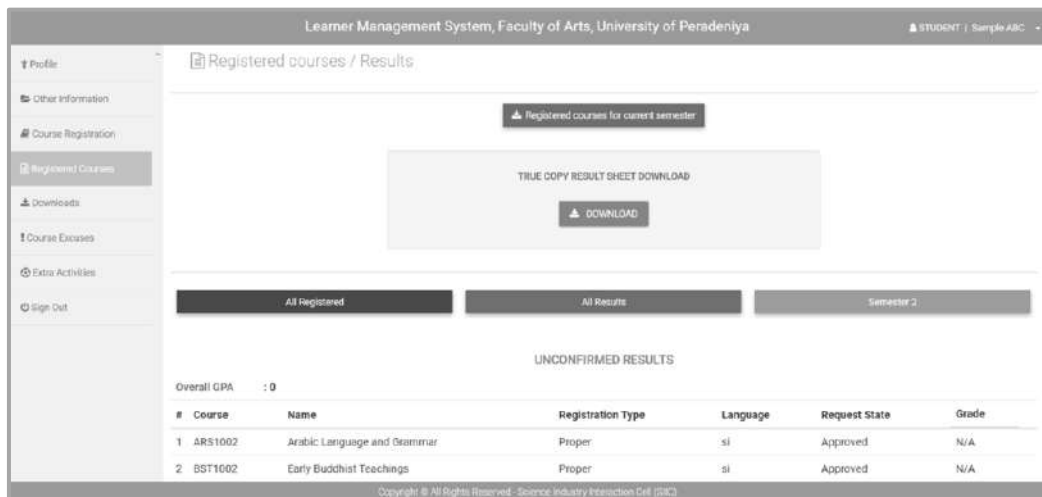 Learner Management System, Faculty of Arts, University of Peradeniya
STUDENT | Sample ABC
Profile
Other Information
Course Registration
Registered Courses
Downloads
Course Excuses
Extra Activities
Sign Out
Registered courses / Results
Registered courses for current semester
TRUE COPY RESULT SHEET DOWNLOAD
DOWNLOAD
All Registered All Results Semester 2
UNCONFIRMED RESULTS
Overall GPA : 0
# Course Name Registration Type Language Request State Grade
1 ARS1002 Arabic Language and Grammar Proper si Approved N/A
2 BST1002 Early Buddhist Teachings Proper si Approved N/A
Copyright © All Rights Reserved - Science Industry Interaction Cell (SIIC)